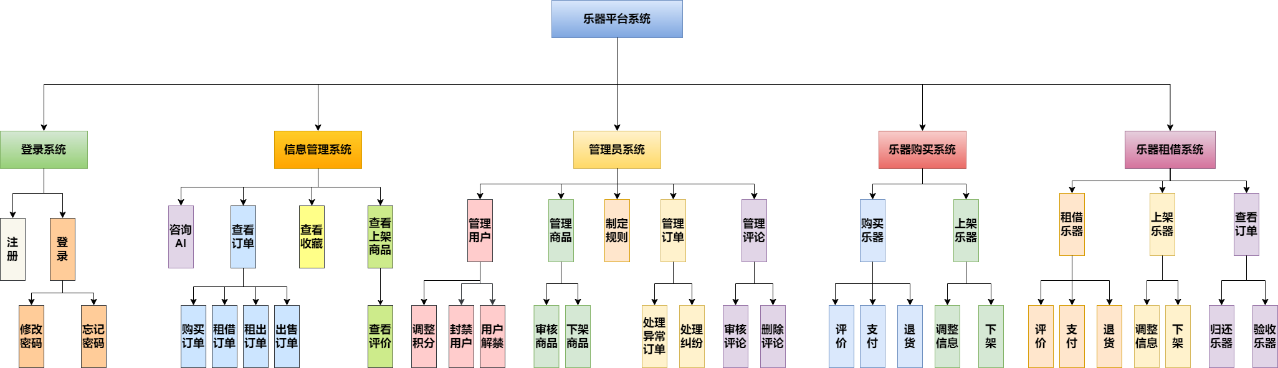 乐器平台系统
登录系统
信息管理系统
管理员系统
乐器购买系统
乐器租借系统
注
册
登
录
咨询
AI
查看
订单
查看
收藏
查看
上架
商品
管理
用户
管理
商品
制定
规则
管理
订单
管理
评论
购买
乐器
上架
乐器
租借
乐器
上架
乐器
查看
订单
修改
密码
忘记
密码
购买
订单
租借
订单
租出
订单
出售
订单
查看
评价
调整
积分
封禁
用户
用户
解禁
审核
商品
下架
商品
处理
异常
订单
处理
纠纷
审核
评论
删除
评论
评
价
支
付
退
货
调整
信息
下
架
评
价
支
付
退
货
调整
信息
下
架
归还
乐器
验收
乐器